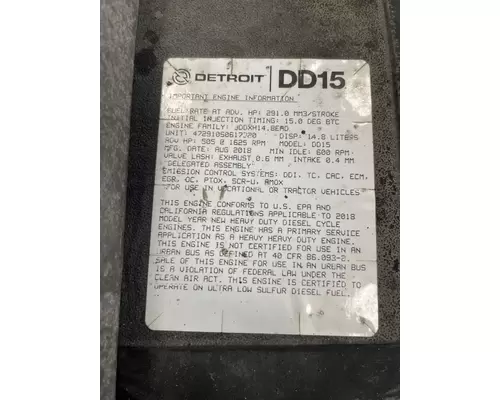 DETROIT DD15
IMPORTANT ENGINE INFORMATION
FUEL RATE AT ADV. HP: 291.0 MM3/STROKE
INITIAL INJECTION TIMING: 15.0 DEG BTC
ENGINE FAMILY: JDDXH14.8EAD DISP: 14.8 LITERS
UNIT: 472910S0617320 MODEL: DD15
ADV HP: 505 @ 1625 RPM
MFG. DATE: AUG 2018 MIN IDLE: 600 RPM
VALVE LASH: EXHAUST 0.6 MM INTAKE 0.4 MM
DELEGATED ASSEMBLY
EMISSION CONTROL SYSTEMS: DDI, TC, CAC, ECM,
EGR, OC, PTOX, SCR-U, AMOX
FOR USE IN VOCATIONAL OR TRACTOR VEHICLES
THIS ENGINE CONFORMS TO U.S. EPA AND
CALIFORNIA REGULATIONS APPLICABLE TO 2018
MODEL YEAR NEW HEAVY DUTY DIESEL CYCLE
ENGINES. THIS ENGINE HAS A PRIMARY SERVICE
APPLICATION AS A HEAVY HEAVY DUTY ENGINE.
THIS ENGINE IS NOT CERTIFIED FOR USE IN AN
URBAN BUS AS DEFINED AT 40 CFR 86.093-2.
SALE OF THIS ENGINE FOR USE IN AN URBAN BUS
IS A VIOLATION OF FEDERAL LAW UNDER THE
CLEAN AIR ACT. THIS ENGINE IS CERTIFIED TO
OPERATE ON ULTRA LOW SULFUR DIESEL FUEL.